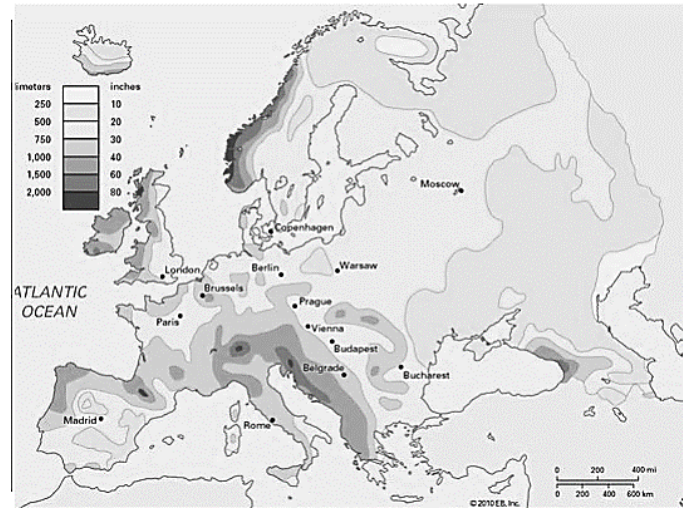 limeters inches
250 10
500 20
750 30
1,000 40
1,500 60
2,000 80
Moscow
Copenhagen
London
Berlin
Warsaw
Brussels
ATLANTIC
OCEAN
Prague
Paris
Vienna
Budapest
Belgrade
Bucharest
Madrid
Rome
0 200 400 mi
0 200 400 600 km
©2010 EB, Inc.